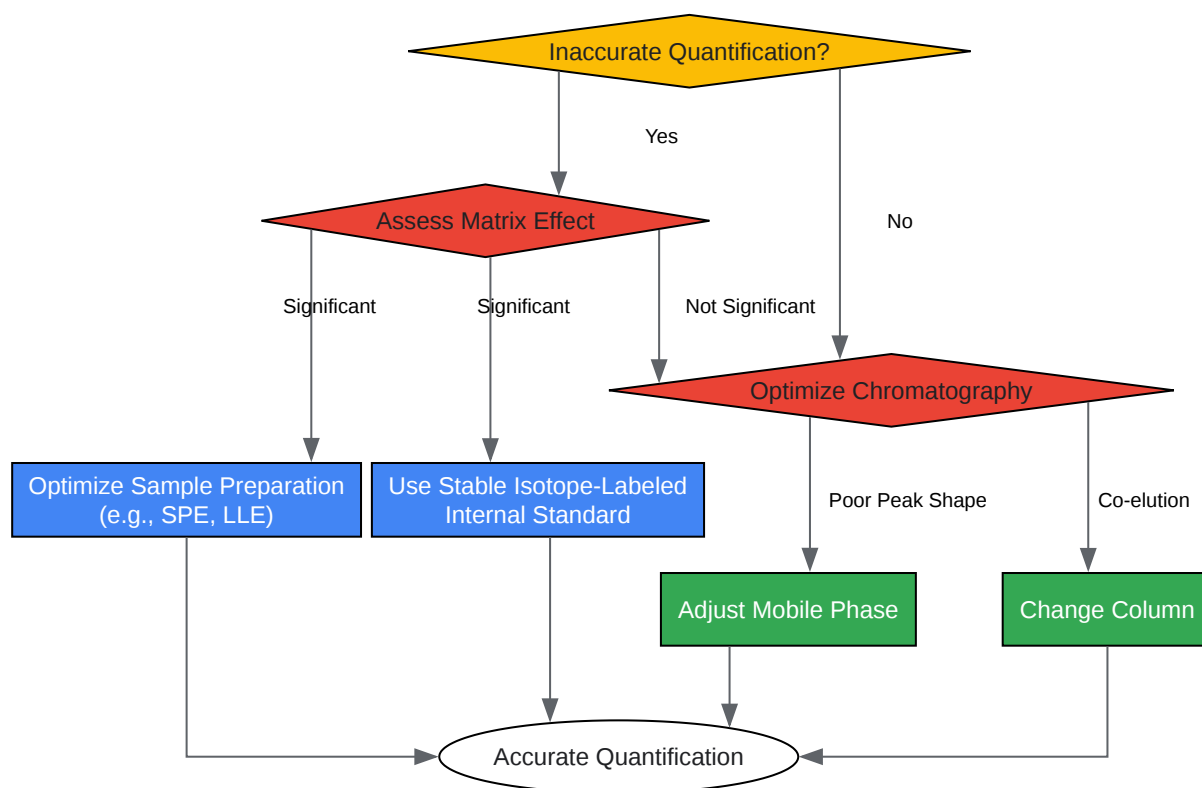 Inaccurate Quantification?
Yes
Assess Matrix Effect
No
Significant
Significant
Not Significant
Optimize Chromatography
Optimize Sample Preparation
(e.g., SPE, LLE)
Use Stable Isotope-Labeled
Internal Standard
Poor Peak Shape
Co-elution
Adjust Mobile Phase
Change Column
Accurate Quantification